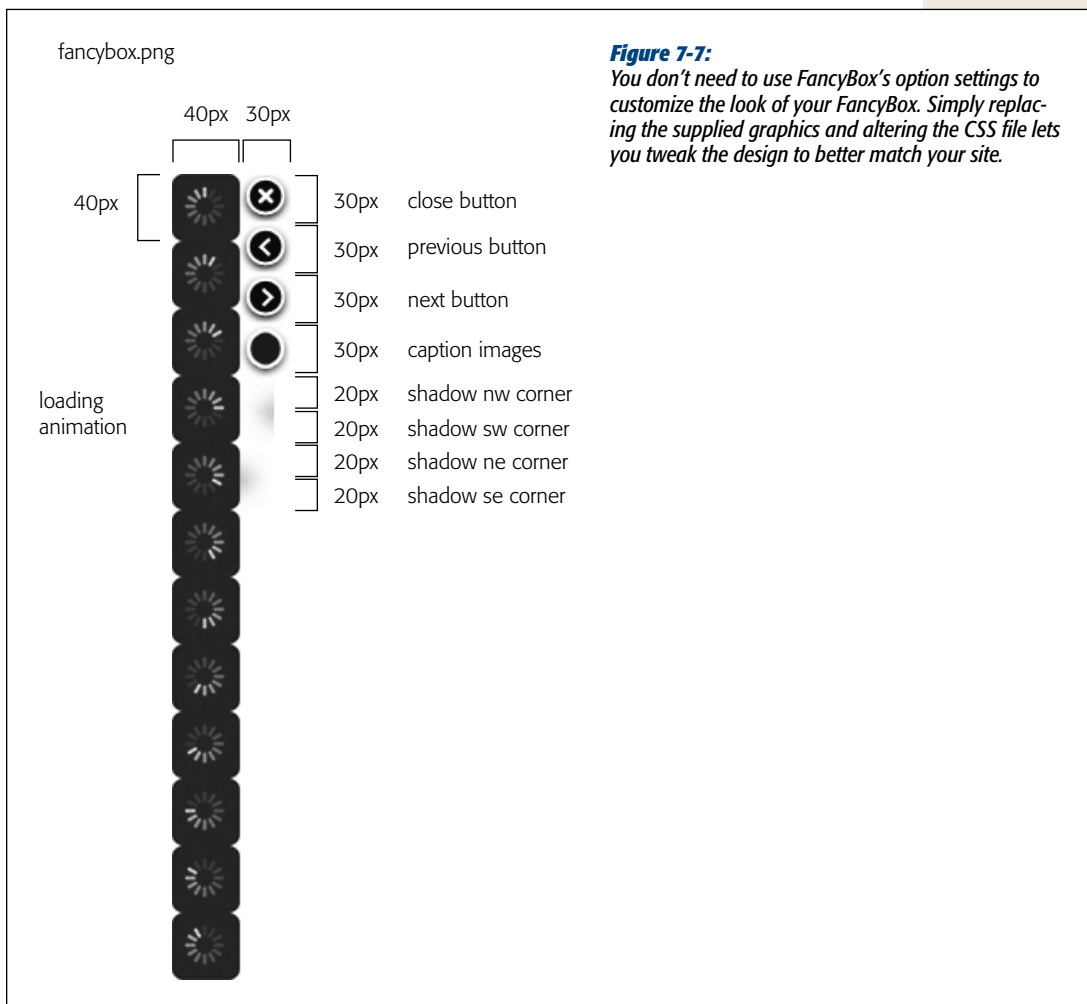 fancybox.png
Figure 7-7:
You don't need to use FancyBox's option settings to
customize the look of your FancyBox. Simply replac-
ing the supplied graphics and altering the CSS file lets
you tweak the design to better match your site.
40px 30px
40px
30px close button
30px previous button
30px next button
30px caption images
20px shadow nw corner
20px shadow sw corner
20px shadow ne corner
20px shadow se corner
loading
animation